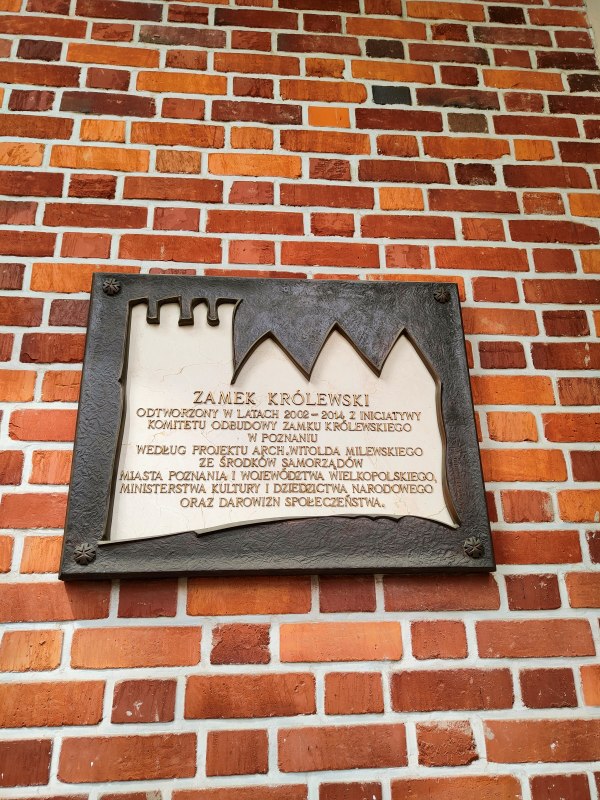 ZAMEK KRÓLEWSKI
ODTWORZONY W LATACH 2002-2014 Z INICJATYWY
KOMITETU ODBUDOWY ZAMKU KRÓLEWSKIEGO
W POZNANIU
WEDŁUG PROJEKTU ARCH. WITOLDA MILEWSKIEGO
ZE ŚRODKÓW SAMORZĄDÓW
MIASTA POZNANIA I WOJEWÓDZTWA WIELKOPOLSKIEGO,
MINISTERSTWA KULTURY I DZIEDZICTWA NARODOWEGO
ORAZ DAROWIZN SPOŁECZEŃSTWA.